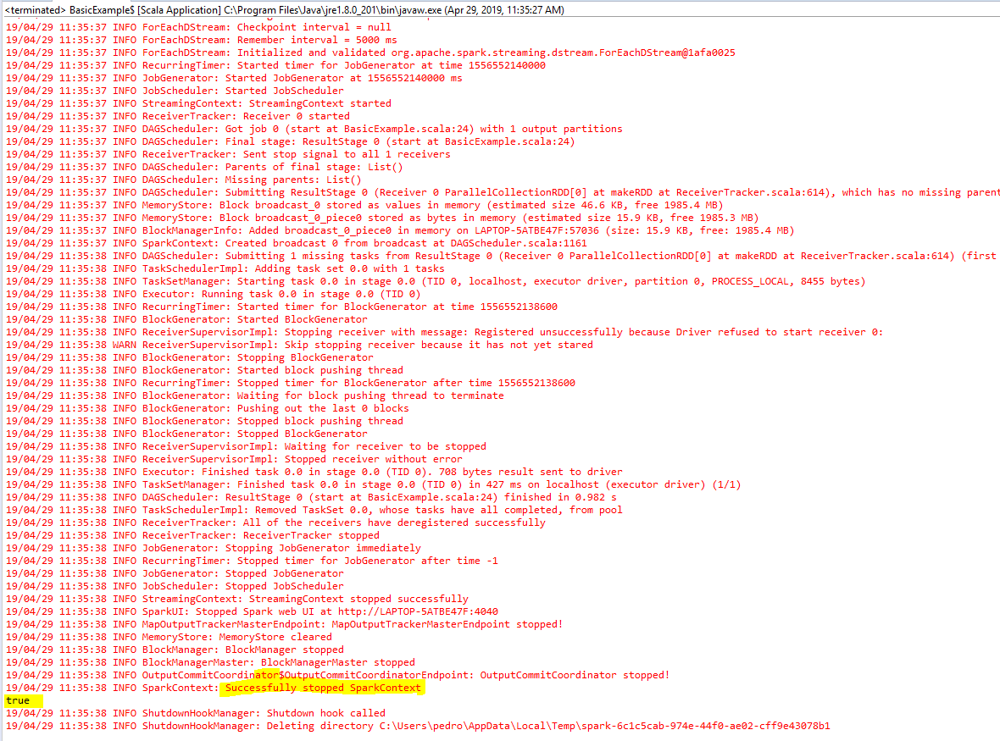 <terminated> BasicExample$ [Scala Application] C:\Program Files\Java\jre1.8.0_201\bin\javaw.exe (Apr 29, 2019, 11:35:27 AM)
19/04/29 11:35:37 INFO ForEachDStream: Checkpoint interval = null
19/04/29 11:35:37 INFO ForEachDStream: Remember interval = 5000 ms
19/04/29 11:35:37 INFO ForEachDStream: Initialized and validated org.apache.spark.streaming.dstream.ForEachDStream@1afa0025
19/04/29 11:35:37 INFO RecurringTimer: Started timer for JobGenerator at time 1556552140000
19/04/29 11:35:37 INFO JobGenerator: Started JobGenerator at 1556552140000 ms
19/04/29 11:35:37 INFO JobScheduler: Started JobScheduler
19/04/29 11:35:37 INFO StreamingContext: StreamingContext started
19/04/29 11:35:37 INFO ReceiverTracker: Receiver 0 started
19/04/29 11:35:37 INFO DAGScheduler: Got job 0 (start at BasicExample.scala:24) with 1 output partitions
19/04/29 11:35:37 INFO DAGScheduler: Final stage: ResultStage 0 (start at BasicExample.scala:24)
19/04/29 11:35:37 INFO ReceiverTracker: Sent stop signal to all 1 receivers
19/04/29 11:35:37 INFO DAGScheduler: Parents of final stage: List()
19/04/29 11:35:37 INFO DAGScheduler: Missing parents: List()
19/04/29 11:35:37 INFO DAGScheduler: Submitting ResultStage 0 (Receiver 0 ParallelCollectionRDD[0] at makeRDD at ReceiverTracker.scala:614), which has no missing parent
19/04/29 11:35:37 INFO MemoryStore: Block broadcast_0 stored as values in memory (estimated size 46.6 KB, free 1985.4 MB)
19/04/29 11:35:37 INFO MemoryStore: Block broadcast_0_piece0 stored as bytes in memory (estimated size 15.9 KB, free 1985.3 MB)
19/04/29 11:35:37 INFO BlockManagerInfo: Added broadcast_0_piece0 in memory on LAPTOP-5ATBE47F:57036 (size: 15.9 KB, free: 1985.4 MB)
19/04/29 11:35:37 INFO SparkContext: Created broadcast 0 from broadcast at DAGScheduler.scala:1161
19/04/29 11:35:38 INFO DAGScheduler: Submitting 1 missing tasks from ResultStage 0 (Receiver 0 ParallelCollectionRDD[0] at makeRDD at ReceiverTracker.scala:614) (first
19/04/29 11:35:38 INFO TaskSchedulerImpl: Adding task set 0.0 with 1 tasks
19/04/29 11:35:38 INFO TaskSetManager: Starting task 0.0 in stage 0.0 (TID 0, localhost, executor driver, partition 0, PROCESS_LOCAL, 8455 bytes)
19/04/29 11:35:38 INFO Executor: Running task 0.0 in stage 0.0 (TID 0)
19/04/29 11:35:38 INFO RecurringTimer: Started timer for BlockGenerator at time 1556552138600
19/04/29 11:35:38 INFO BlockGenerator: Started BlockGenerator
19/04/29 11:35:38 INFO ReceiverSupervisorImpl: Stopping receiver with message: Registered unsuccessfully because Driver refused to start receiver 0:
19/04/29 11:35:38 WARN ReceiverSupervisorImpl: Skip stopping receiver because it has not yet stared
19/04/29 11:35:38 INFO BlockGenerator: Stopping BlockGenerator
19/04/29 11:35:38 INFO BlockGenerator: Started block pushing thread
19/04/29 11:35:38 INFO RecurringTimer: Stopped timer for BlockGenerator after time 1556552138600
19/04/29 11:35:38 INFO BlockGenerator: Waiting for block pushing thread to terminate
19/04/29 11:35:38 INFO BlockGenerator: Pushing out the last 0 blocks
19/04/29 11:35:38 INFO BlockGenerator: Stopped block pushing thread
19/04/29 11:35:38 INFO BlockGenerator: Stopped BlockGenerator
19/04/29 11:35:38 INFO ReceiverSupervisorImpl: Waiting for receiver to be stopped
19/04/29 11:35:38 INFO ReceiverSupervisorImpl: Stopped receiver without error
19/04/29 11:35:38 INFO Executor: Finished task 0.0 in stage 0.0 (TID 0). 708 bytes result sent to driver
19/04/29 11:35:38 INFO TaskSetManager: Finished task 0.0 in stage 0.0 (TID 0) in 427 ms on localhost (executor driver) (1/1)
19/04/29 11:35:38 INFO DAGScheduler: ResultStage 0 (start at BasicExample.scala:24) finished in 0.982 s
19/04/29 11:35:38 INFO TaskSchedulerImpl: Removed TaskSet 0.0, whose tasks have all completed, from pool
19/04/29 11:35:38 INFO ReceiverTracker: All of the receivers have deregistered successfully
19/04/29 11:35:38 INFO ReceiverTracker: ReceiverTracker stopped
19/04/29 11:35:38 INFO JobGenerator: Stopping JobGenerator immediately
19/04/29 11:35:38 INFO RecurringTimer: Stopped timer for JobGenerator after time -1
19/04/29 11:35:38 INFO JobGenerator: Stopped JobGenerator
19/04/29 11:35:38 INFO JobScheduler: Stopped JobScheduler
19/04/29 11:35:38 INFO StreamingContext: StreamingContext stopped successfully
19/04/29 11:35:38 INFO SparkUI: Stopped Spark web UI at http://LAPTOP-5ATBE47F:4040
19/04/29 11:35:38 INFO MapOutputTrackerMasterEndpoint: MapOutputTrackerMasterEndpoint stopped!
19/04/29 11:35:38 INFO MemoryStore: MemoryStore cleared
19/04/29 11:35:38 INFO BlockManager: BlockManager stopped
19/04/29 11:35:38 INFO BlockManagerMaster: BlockManagerMaster stopped
19/04/29 11:35:38 INFO OutputCommitCoordinator$OutputCommitCoordinatorEndpoint: OutputCommitCoordinator stopped!
19/04/29 11:35:38 INFO SparkContext: Successfully stopped SparkContext
true
19/04/29 11:35:38 INFO ShutdownHookManager: Shutdown hook called
19/04/29 11:35:38 INFO ShutdownHookManager: Deleting directory C:\Users\pedro\AppData\Local\Temp\spark-6c1c5cab-974e-44f0-ae02-cff9e43078b1